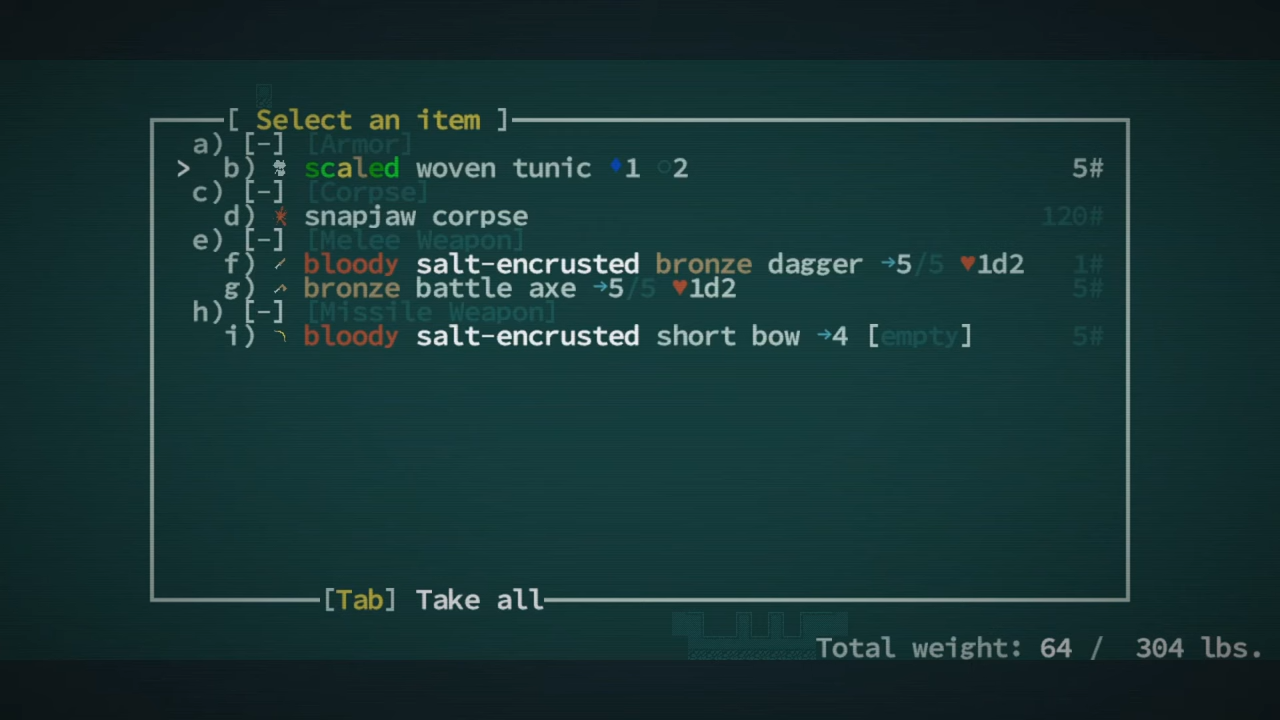 [ Select an item ]
a) [-] [Armor]
> b) scaled woven tunic ♦1 ○2 5#
c) [-] [Corpse]
d) snapjaw corpse 120#
e) [-] [Melee Weapon]
f) bloody salt-encrusted bronze dagger →5/5 ♥1d2 1#
g) bronze battle axe →5/5 ♥1d2 5#
h) [-] [Missile Weapon]
i) bloody salt-encrusted short bow →4 [empty] 5#
[Tab] Take all
Total weight: 64 / 304 lbs.